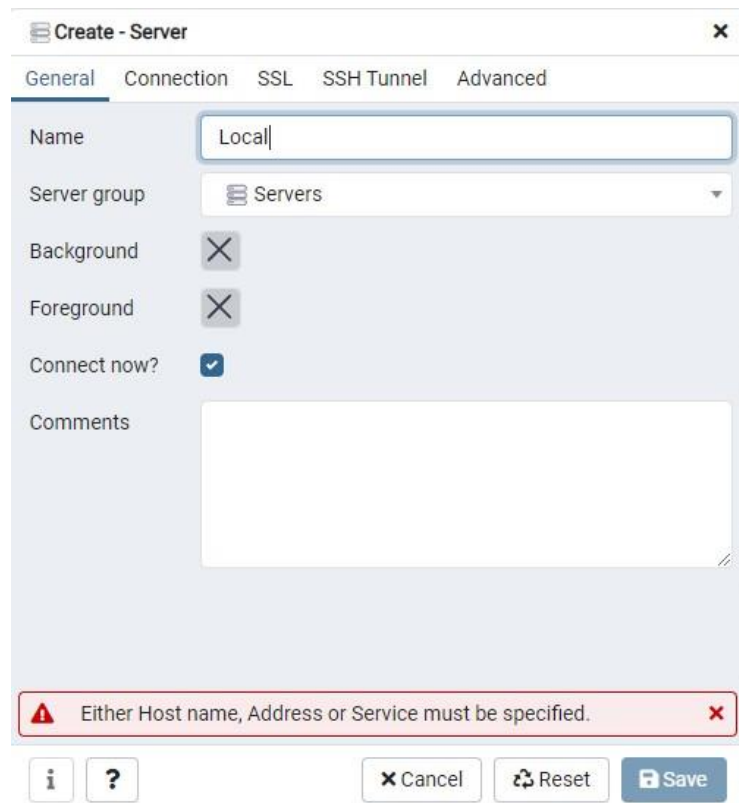 Create - Server
General Connection SSL SSH Tunnel Advanced
Name Local
Server group Servers
Background
Foreground
Connect now?
Comments
Either Host name, Address or Service must be specified.
i ? Cancel Reset Save